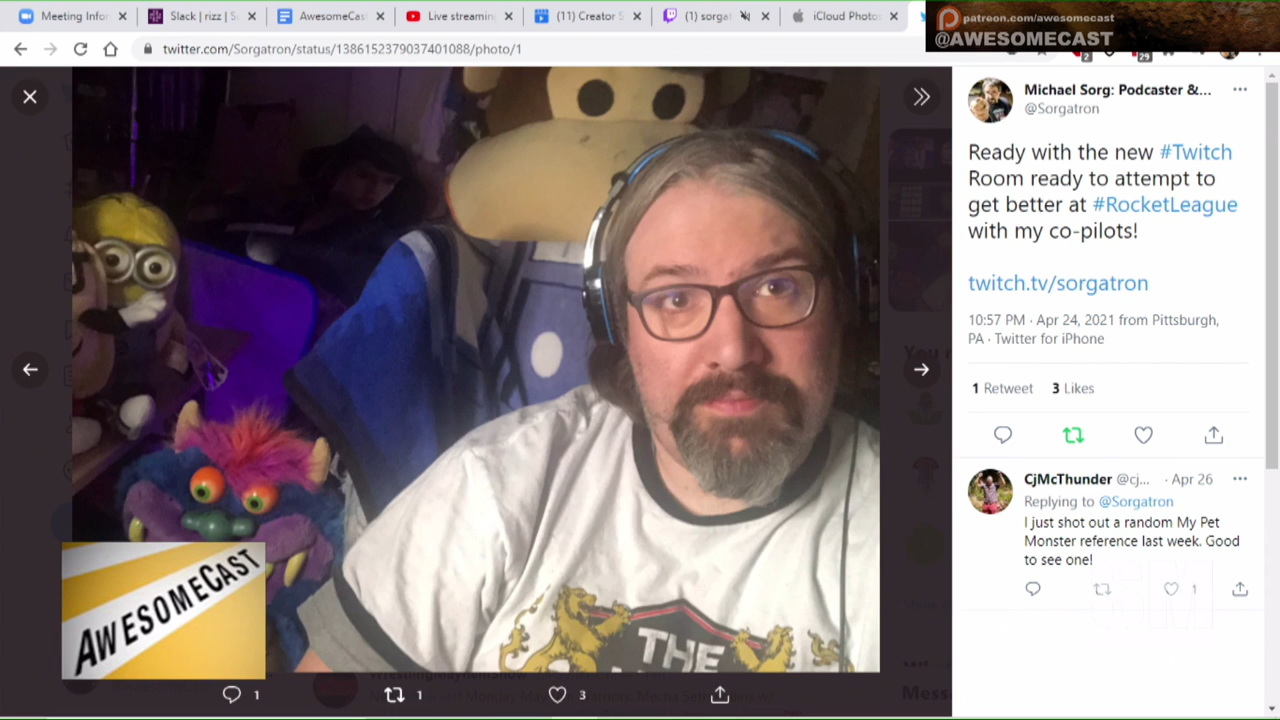 Meeting Infor
Slack | rizz | S
AwesomeCas
Live streamin
(11) Creator S
(1) sorgat
iCloud Photos
patreon.com/awesomecast
@AWESOMECAST
twitter.com/Sorgatron/status/1386152379037401088/photo/1
2
29
Michael Sorg: Podcaster &...
@Sorgatron
Ready with the new #Twitch
Room ready to attempt to
get better at #RocketLeague
with my co-pilots!
twitch.tv/sorgatron
10:57 PM · Apr 24, 2021 from Pittsburgh,
PA · Twitter for iPhone
1 Retweet 3 Likes
CjMcThunder @cj... · Apr 26
Replying to @Sorgatron
I just shot out a random My Pet
Monster reference last week. Good
to see one!
1
THE
AWESOMECAST
1
1
3